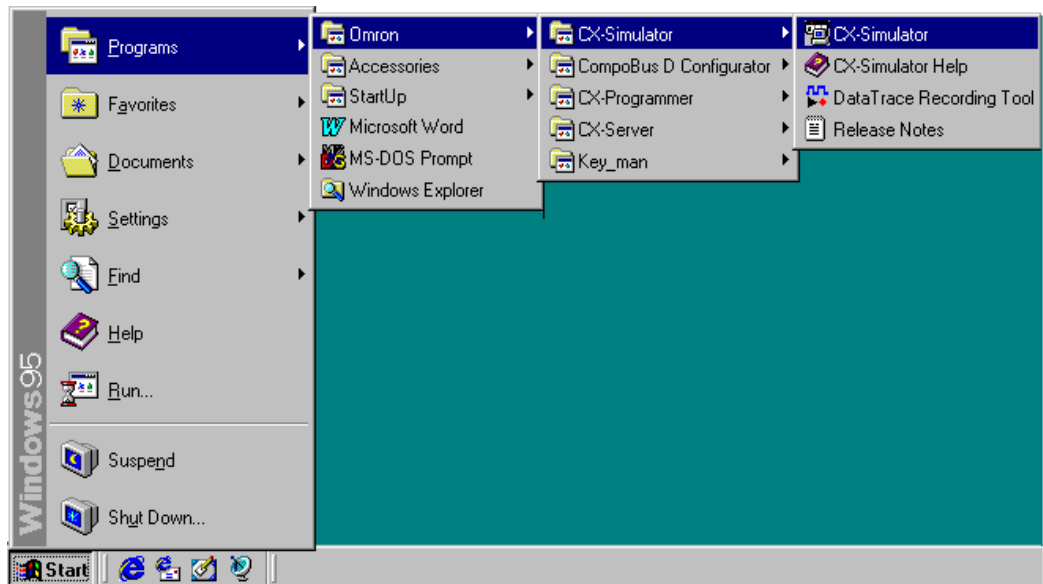 Programs
Favorites
Documents
Settings
Find
Help
Run...
Suspend
Shut Down...
Windows95
Start
Omron
Accessories
StartUp
Microsoft Word
MS-DOS Prompt
Windows Explorer
CX-Simulator
CompoBus D Configurator
CX-Programmer
CX-Server
Key_man
CX-Simulator
CX-Simulator Help
DataTrace Recording Tool
Release Notes